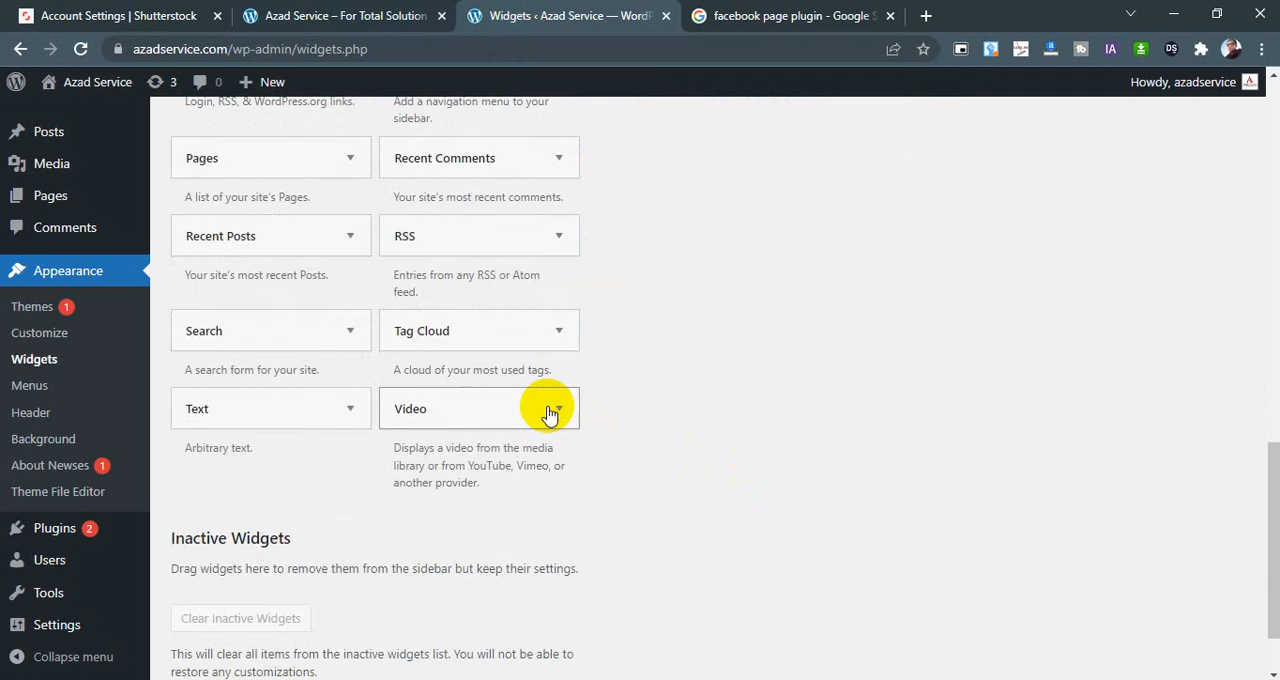 Account Settings | Shutterstock
Azad Service – For Total Solution
Widgets ‹ Azad Service — WordP
facebook page plugin - Google S
azadservice.com/wp-admin/widgets.php
Azad Service
3
0
New
Howdy, azadservice
Posts
Media
Pages
Comments
Appearance
Themes 1
Customize
Widgets
Menus
Header
Background
About Newses 1
Theme File Editor
Plugins 2
Users
Tools
Settings
Collapse menu
Login, RSS, & WordPress.org links.
Add a navigation menu to your
sidebar.
Pages
Recent Comments
A list of your site's Pages.
Your site's most recent comments.
Recent Posts
RSS
Your site's most recent Posts.
Entries from any RSS or Atom
feed.
Search
Tag Cloud
A search form for your site.
A cloud of your most used tags.
Text
Video
Arbitrary text.
Displays a video from the media
library or from YouTube, Vimeo, or
another provider.
Inactive Widgets
Drag widgets here to remove them from the sidebar but keep their settings.
Clear Inactive Widgets
This will clear all items from the inactive widgets list. You will not be able to
restore any customizations.